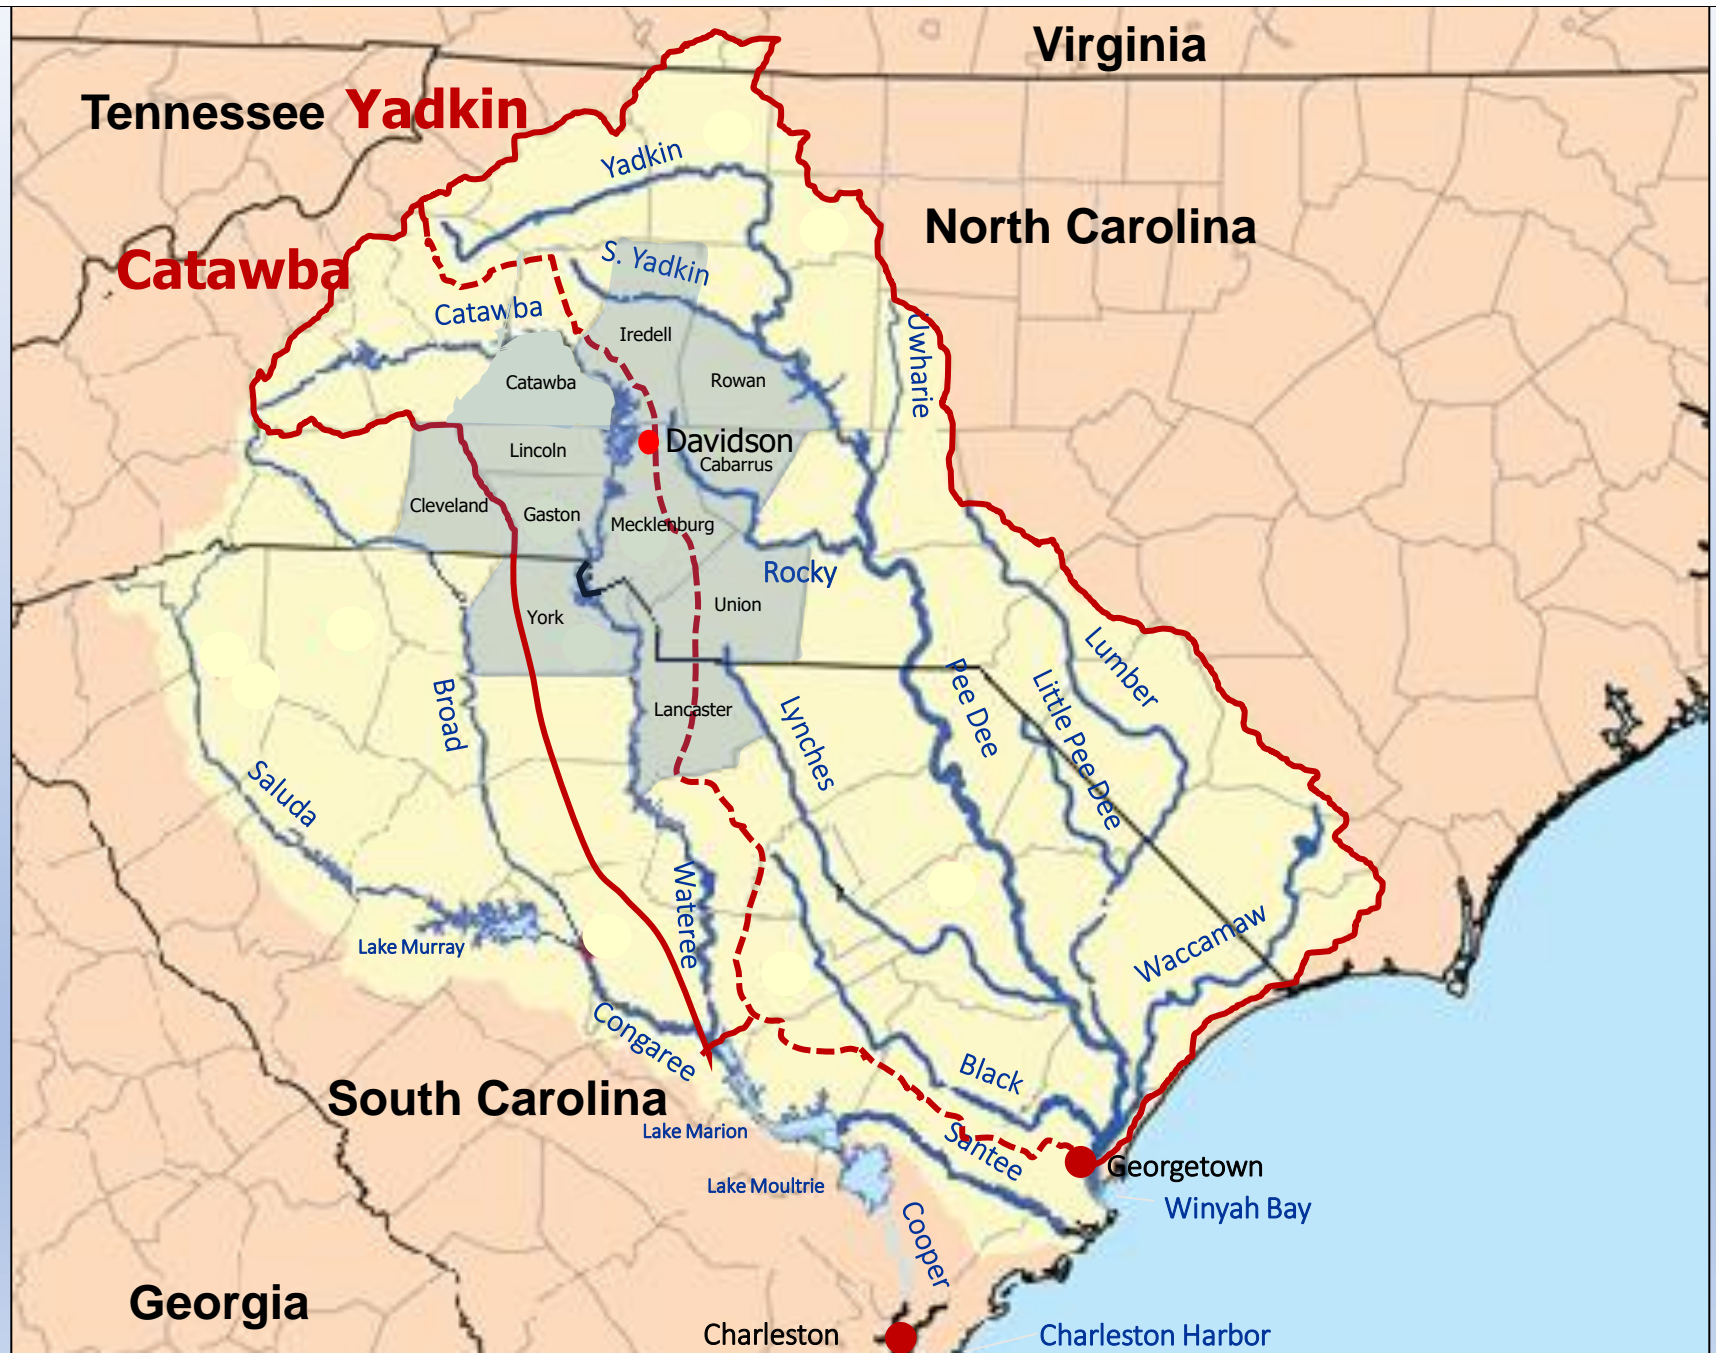 Virginia
Tennessee
Yadkin
Yadkin
North Carolina
Catawba
S. Yadkin
Catawba
Uwharie
Iredell
Catawba
Rowan
Davidson
Lincoln
Cabarrus
Cleveland
Gaston
Mecklenburg
Rocky
York
Union
Lumber
Broad
Lancaster
Lynches
Pee Dee
Little Pee Dee
Saluda
Wateree
Waccamaw
Lake Murray
Congaree
Black
South Carolina
Lake Marion
Santee
Georgetown
Lake Moultrie
Winyah Bay
Cooper
Georgia
Charleston
Charleston Harbor